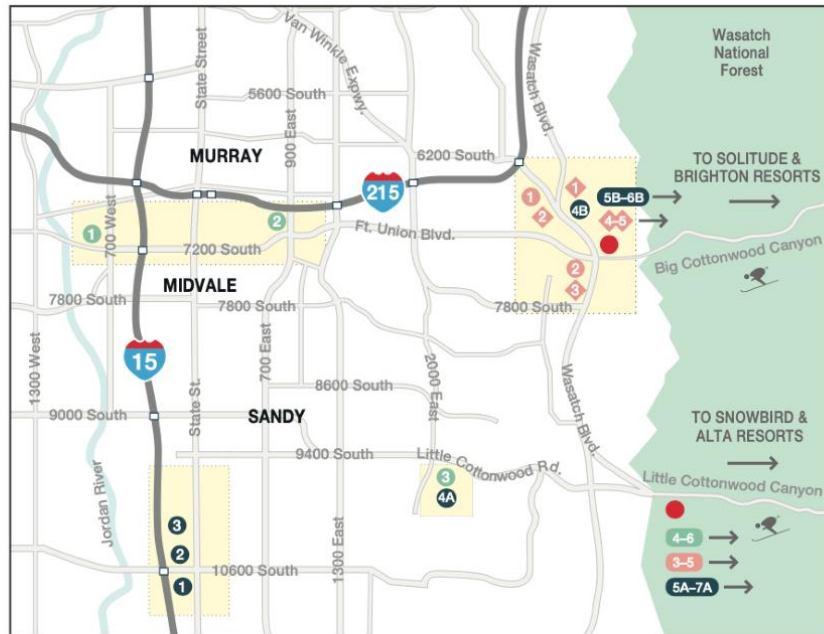 Wasatch
National
Forest
Van Winkle Expwy.
Wasatch Blvd.
State Street
5600 South
900 East
MURRAY
6200 South
215
TO SOLITUDE &
BRIGHTON RESORTS
1
1
5B–6B
4B
2
4–5
700 West
1
2
7200 South
Ft. Union Blvd.
Big Cottonwood Canyon
2
3
MIDVALE
7800 South
7800 South
7800 South
15
1300 West
700 East
2000 East
8600 South
Wasatch Blvd.
State St.
9000 South
SANDY
TO SNOWBIRD &
ALTA RESORTS
9400 South
Little Cottonwood Rd.
Little Cottonwood Canyon
3
4A
Jordan River
1300 East
3
2
1
10600 South
4–6
3–5
5A–7A